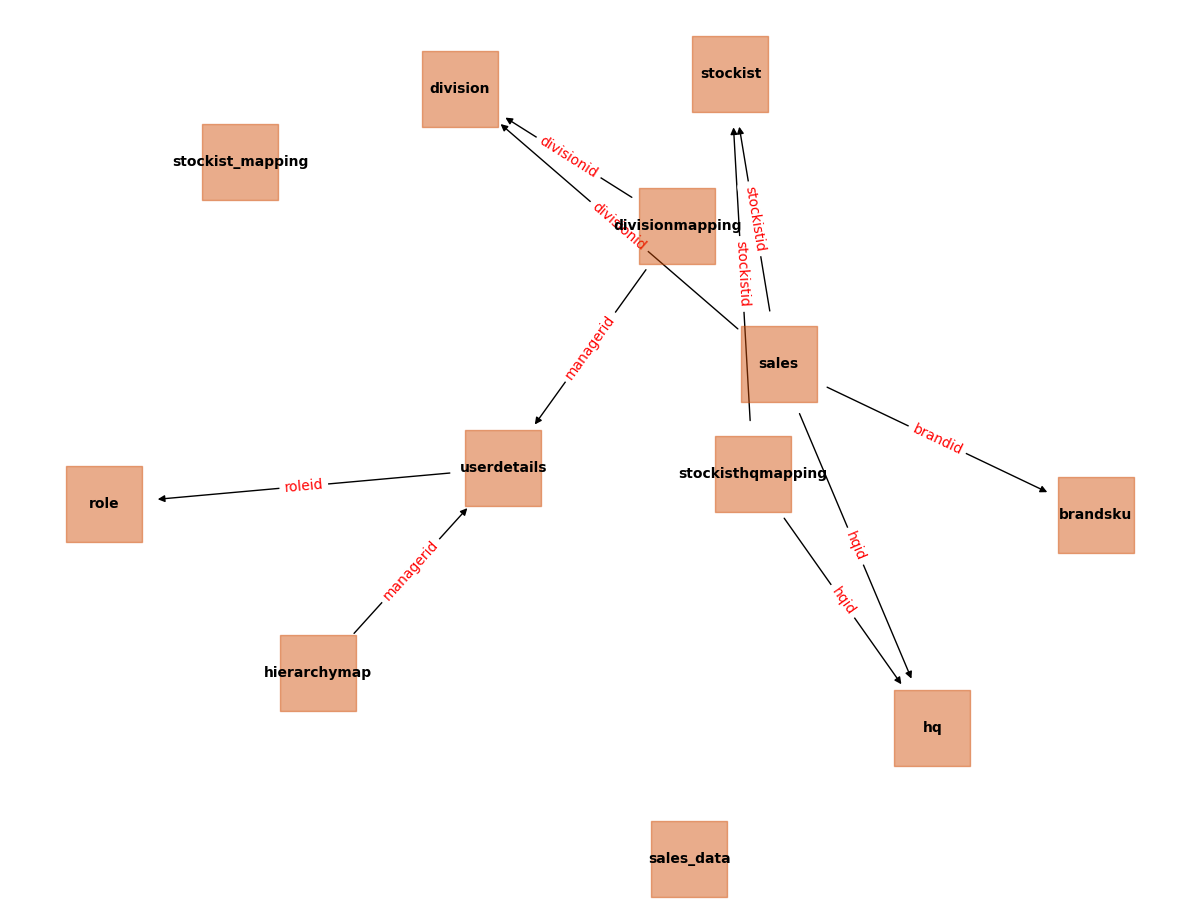 stockist
division
divisionid
stockist_mapping
stockistid
divisionid
divisionmapping
stockistid
managerid
sales
brandid
userdetails
stockisthqmapping
roleid
role
brandsku
hqid
managerid
hqid
hierarchymap
hq
sales_data